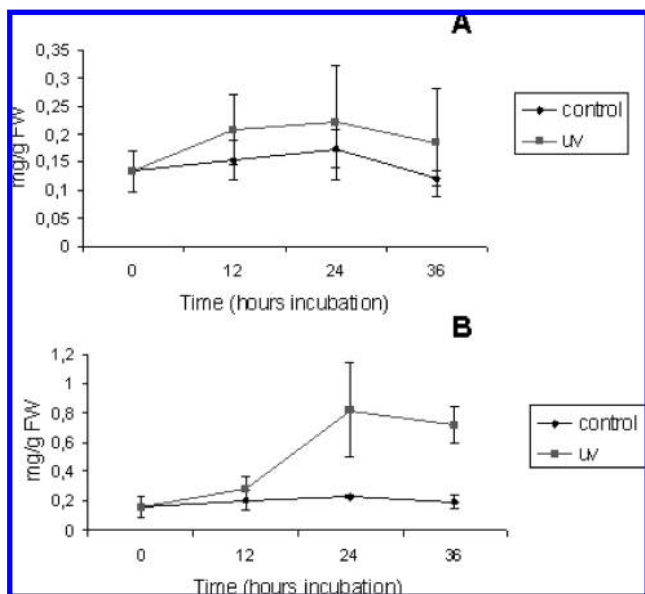 A
0,35
0,3
0,25
0,2
0,15
0,1
0,05
0
mg/g FW
0 12 24 36
Time (hours incubation)
control
uv
B
1,2
1
0,8
0,6
0,4
0,2
0
mg/g FW
0 12 24 36
Time (hours incubation)
control
uv